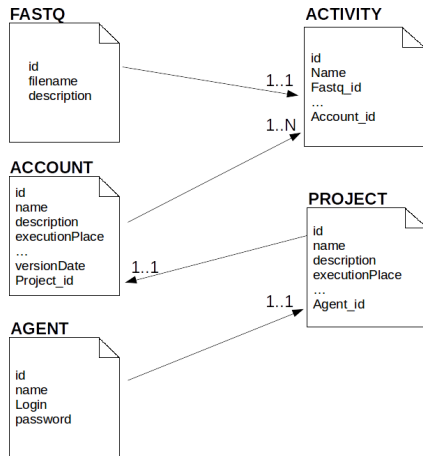 FASTQ
id
filename
description
ACTIVITY
id
Name
Fastq_id
...
Account_id
1..1
1..N
ACCOUNT
id
name
description
executionPlace
...
versionDate
Project_id
PROJECT
id
name
description
executionPlace
...
Agent_id
1..1
1..1
AGENT
id
name
Login
password